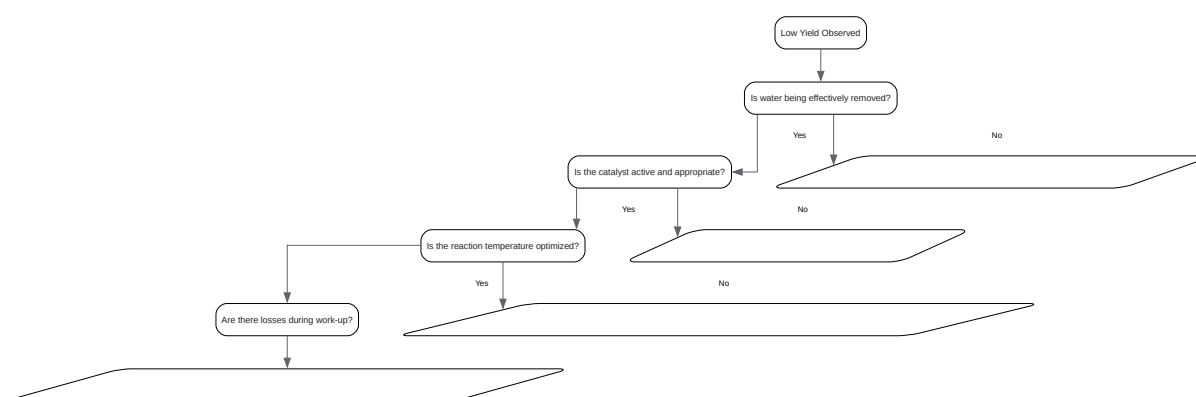 Low Yield Observed
Is water being effectively removed?
Yes
No
Is the catalyst active and appropriate?
Yes
No
Is the reaction temperature optimized?
Yes
No
Are there losses during work-up?